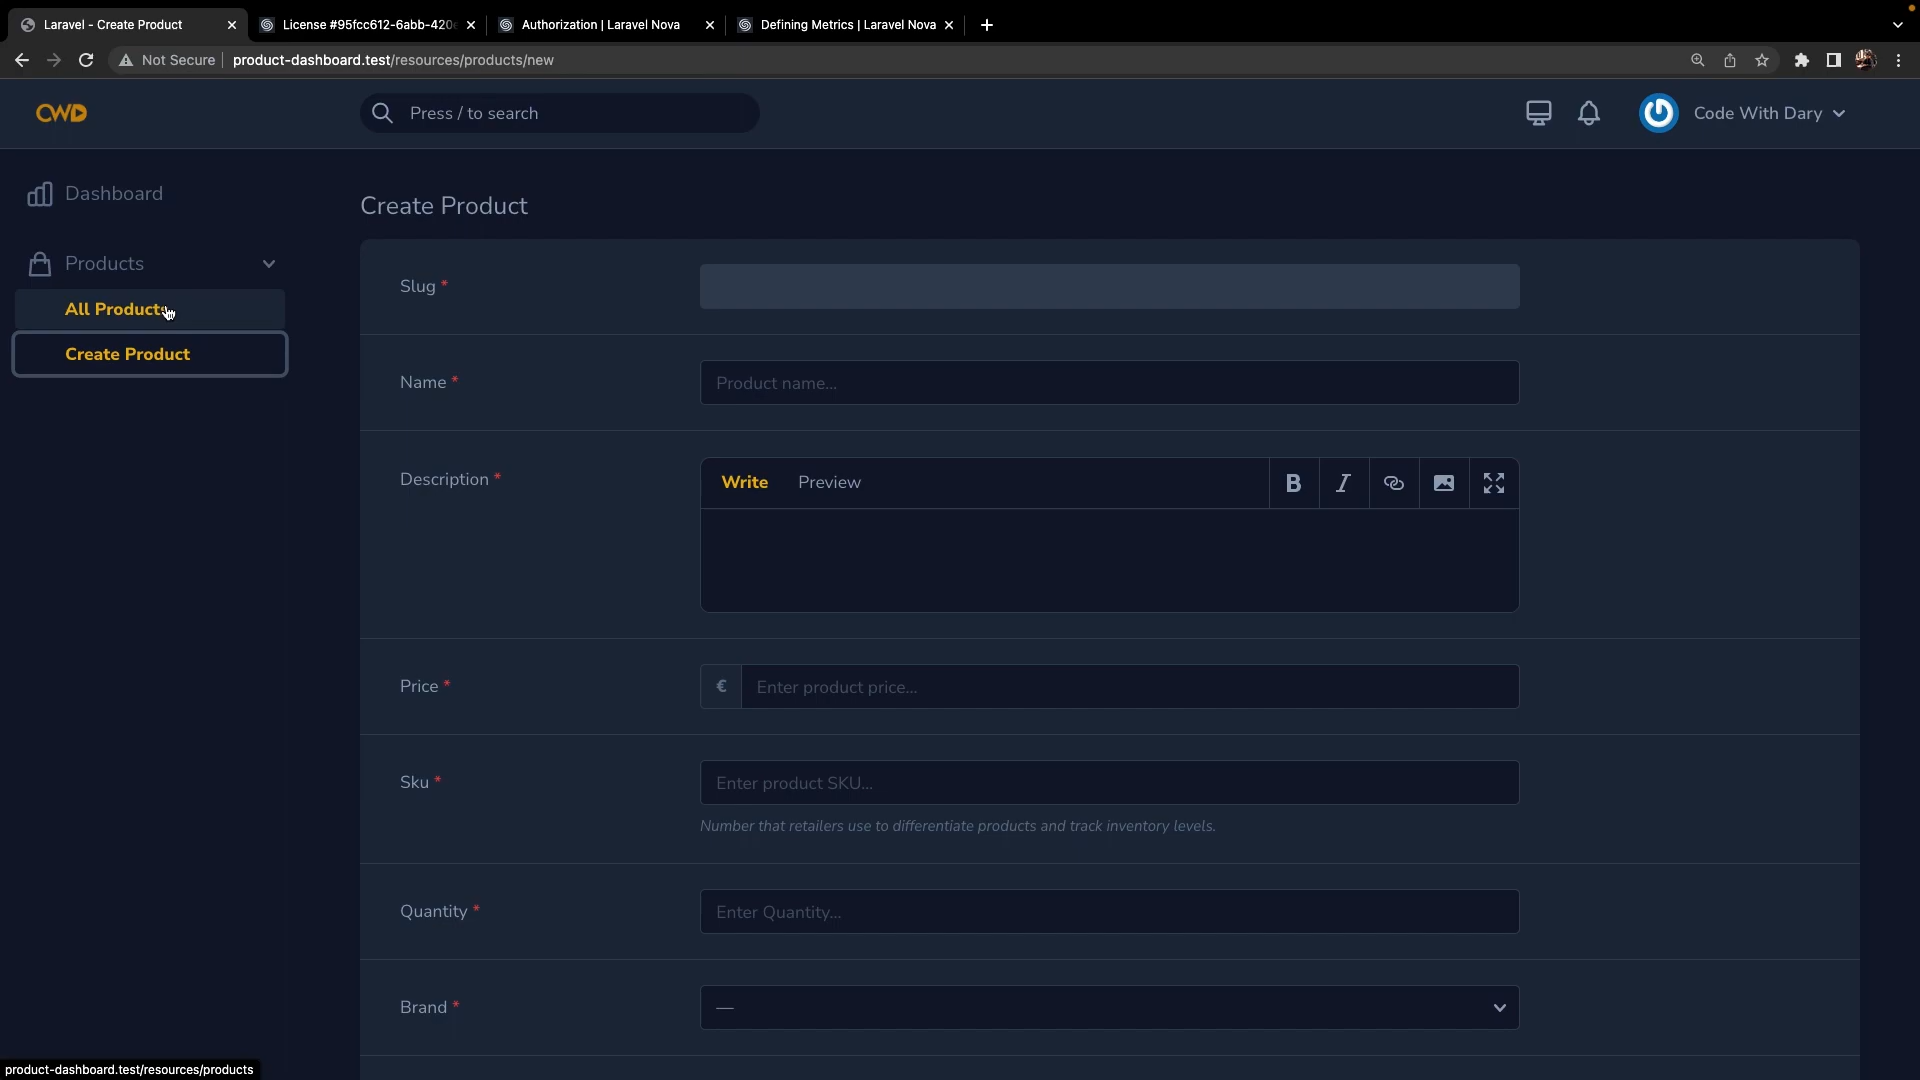 Laravel - Create Product
License #95fcc612-6abb-420
Authorization | Laravel Nova
Defining Metrics | Laravel Nova
Not Secure
product-dashboard.test/resources/products/new
CWD
Press / to search
Code With Dary
Dashboard
Products
All Products
Create Product
Create Product
Slug *
Name *
Product name...
Description *
Write
Preview
B
I
Price *
€
Enter product price...
Sku *
Enter product SKU...
Number that retailers use to differentiate products and track inventory levels.
Quantity *
Enter Quantity...
Brand *
—
product-dashboard.test/resources/products